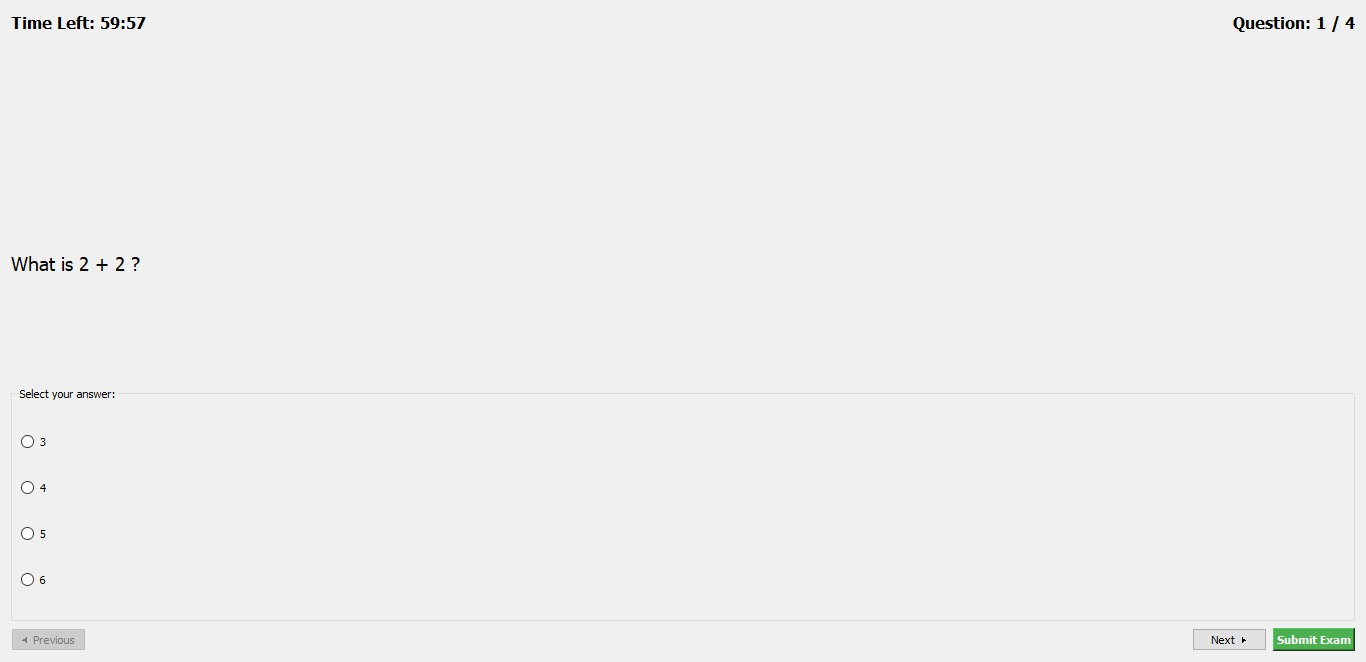 Time Left: 59:57
Question: 1 / 4
What is 2 + 2 ?
Select your answer:
3
4
5
6
Previous
Next
Submit Exam